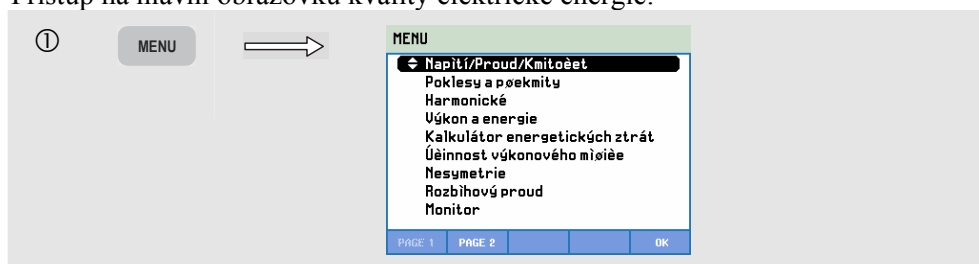 Přístup na hlavní obrazovku kvality elektrické energie:
① MENU
MENU
Napìtí/Proud/Kmitoèet
Poklesy a pøekmity
Harmonické
Výkon a energie
Kalkulátor energetických ztrát
Úèinnost výkonového mìøièe
Nesymetrie
Rozbìhový proud
Monitor
PAGE 1 PAGE 2 OK